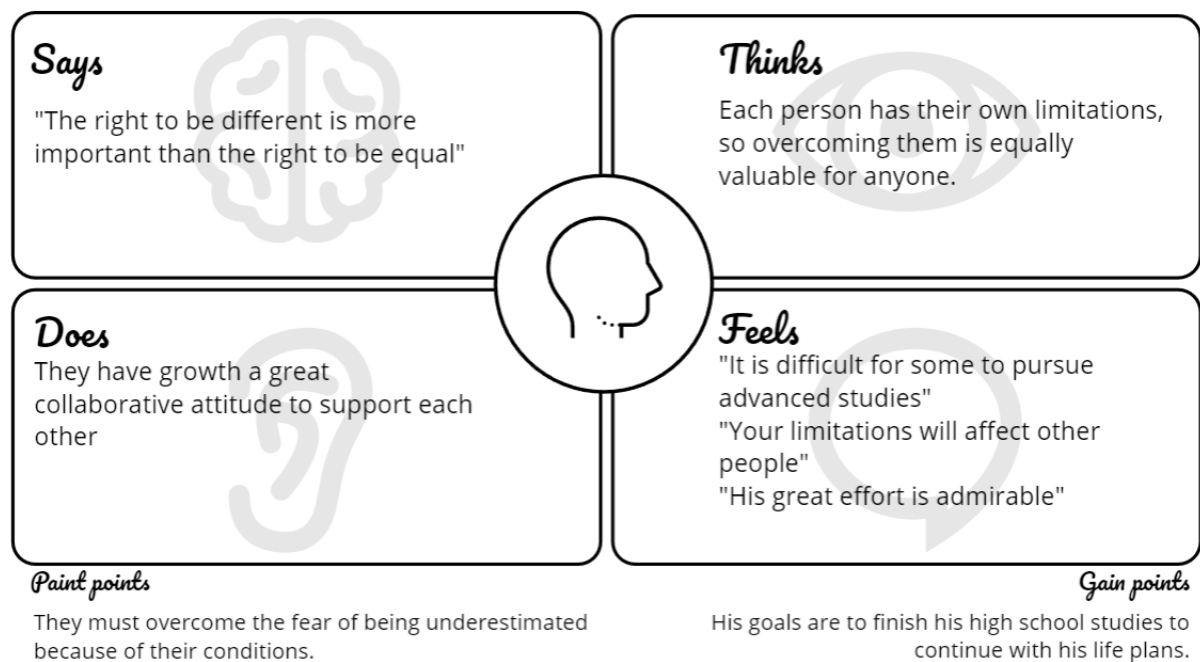 Says
"The right to be different is more
important than the right to be equal"
Thinks
Each person has their own limitations,
so overcoming them is equally
valuable for anyone.
Does
They have growth a great
collaborative attitude to support each
other
Feels
"It is difficult for some to pursue
advanced studies"
"Your limitations will affect other
people"
"His great effort is admirable"
Paint points
They must overcome the fear of being underestimated
because of their conditions.
Gain points
His goals are to finish his high school studies to
continue with his life plans.